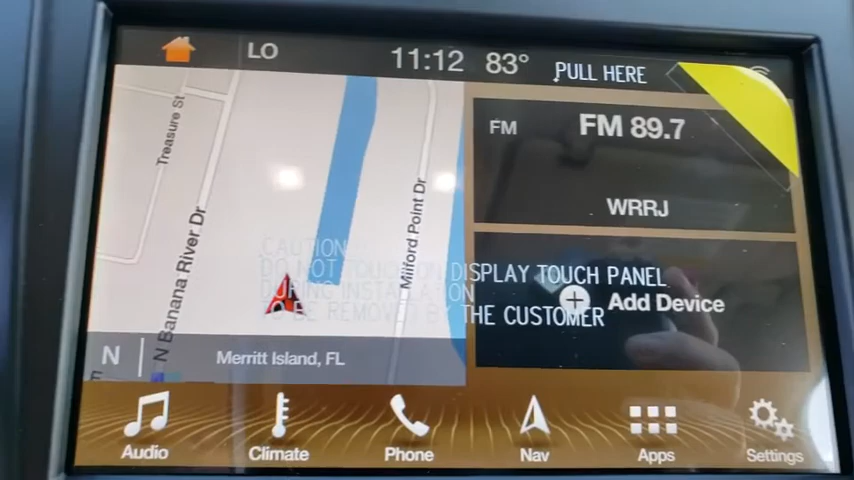 LO
11:12
83°
PULL HERE
Treasure St
FM
FM 89.7
WRRJ
N Banana River Dr
Milford Point Dr
CAUTION
DO NOT TOUCH ON DISPLAY TOUCH PANEL
DURING INSTALLATION
TO BE REMOVED BY THE CUSTOMER
Add Device
N
Merritt Island, FL
Audio
Climate
Phone
Nav
Apps
Settings